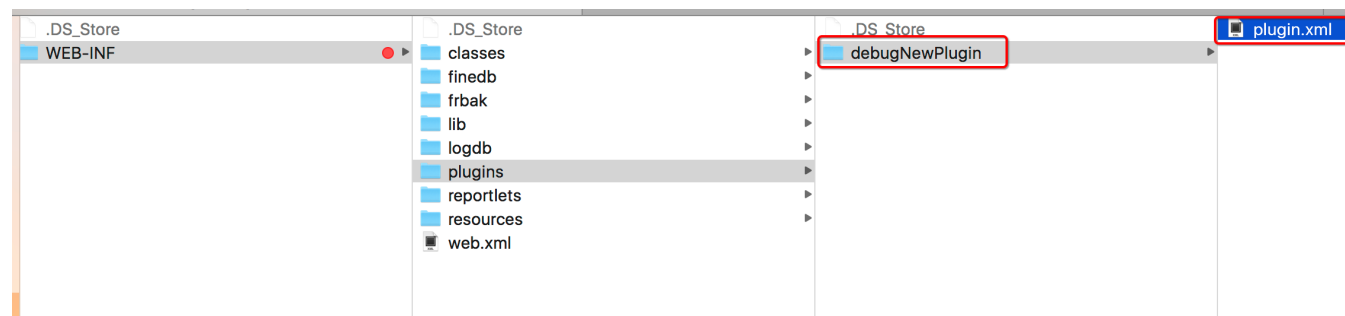 .DS_Store
WEB-INF
.DS_Store
classes
finedb
frbak
lib
logdb
plugins
reportlets
resources
web.xml
.DS_Store
debugNewPlugin
plugin.xml